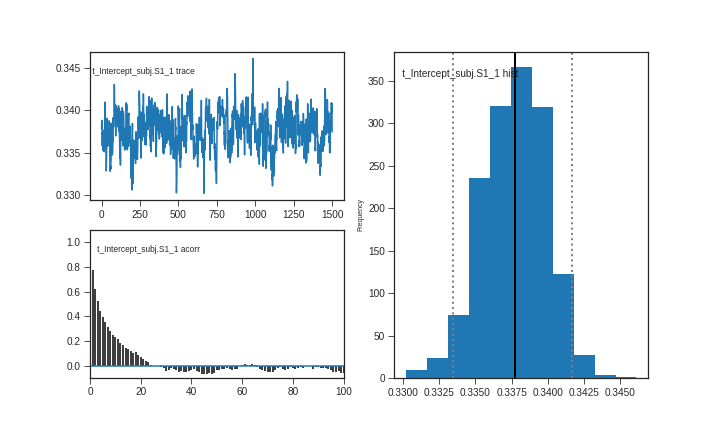 t_Intercept_subj.S1_1 trace
0.345
0.340
0.335
0.330
0 250 500 750 1000 1250 1500
t_Intercept_subj.S1_1 acorr
1.0
0.8
0.6
0.4
0.2
0.0
0 20 40 60 80 100
t_Intercept_subj.S1_1 hist
Frequency
350
300
250
200
150
100
50
0
0.3300 0.3325 0.3350 0.3375 0.3400 0.3425 0.3450